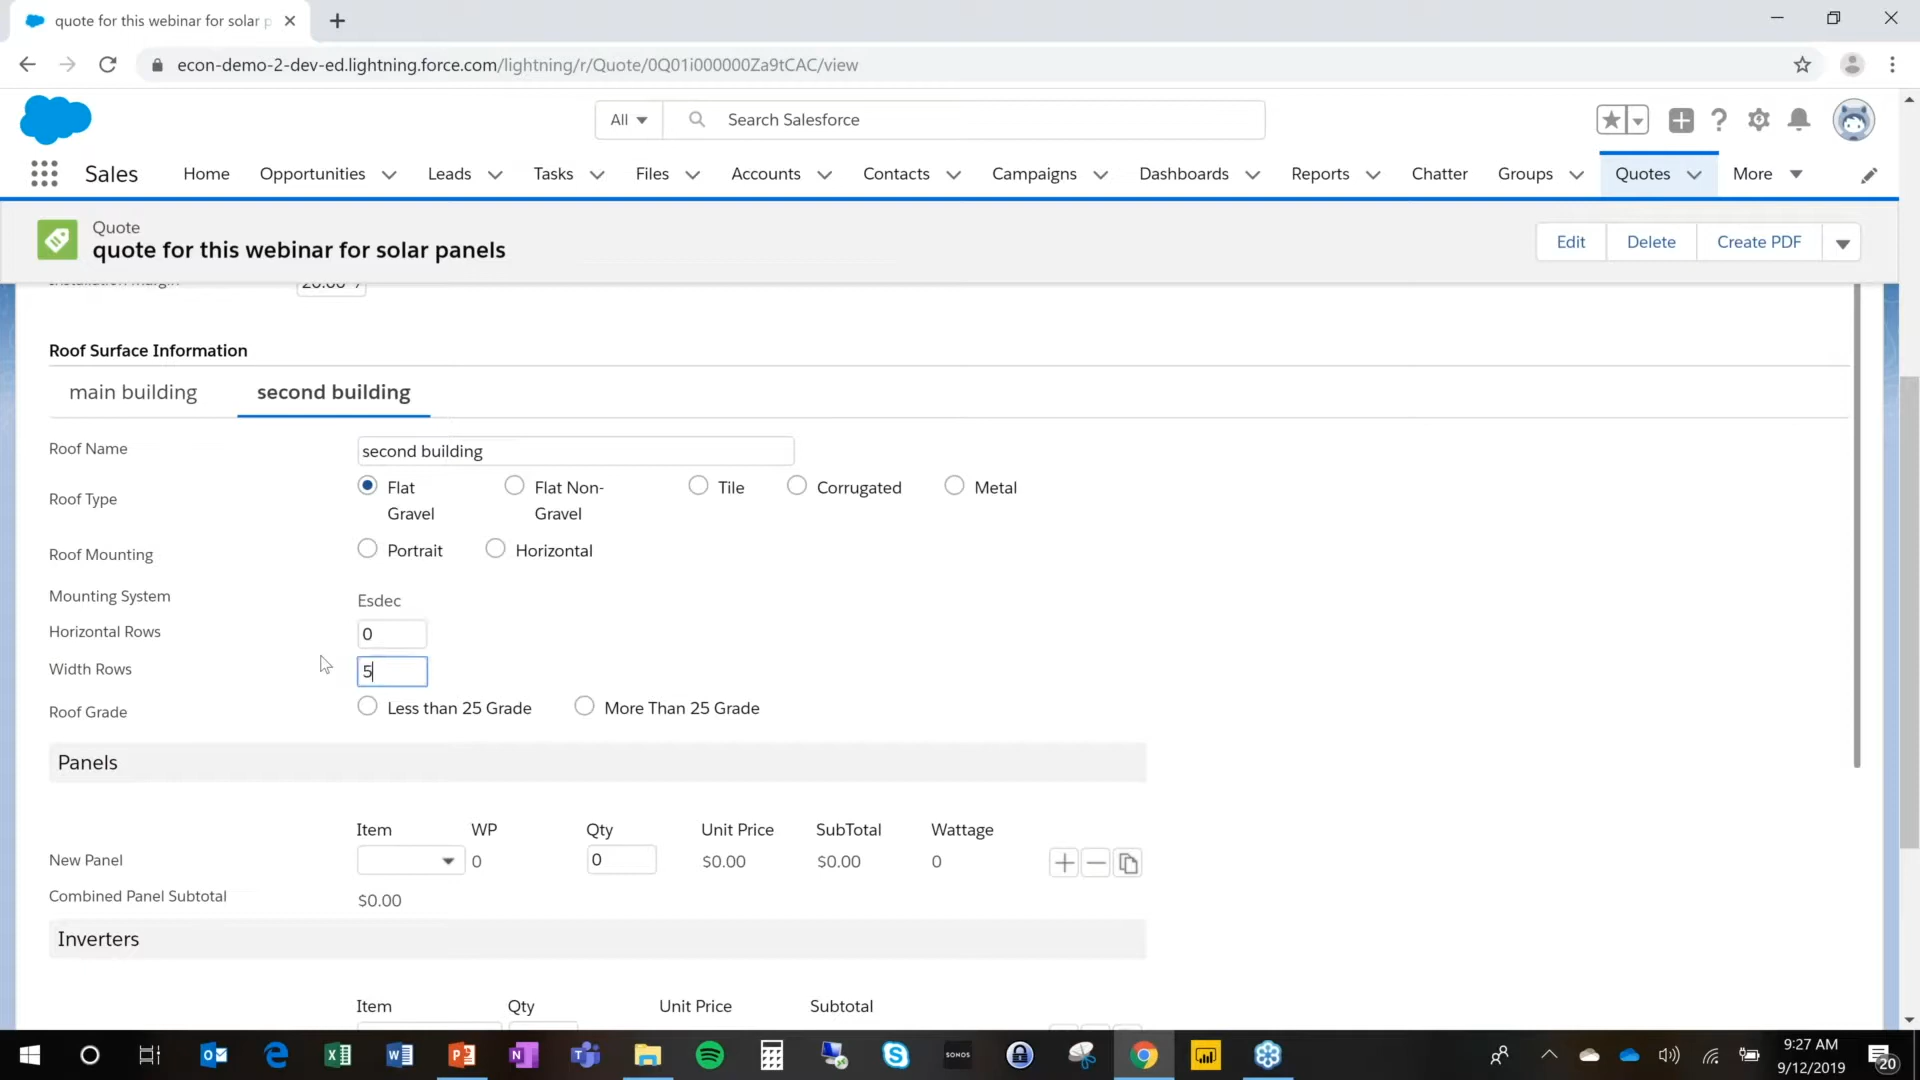 quote for this webinar for solar p
econ-demo-2-dev-ed.lightning.force.com/lightning/r/Quote/0Q01i000000Za9tCAC/view
All
Search Salesforce
Sales
Home
Opportunities
Leads
Tasks
Files
Accounts
Contacts
Campaigns
Dashboards
Reports
Chatter
Groups
Quotes
More
Quote
quote for this webinar for solar panels
Edit
Delete
Create PDF
Installation Margin
Roof Surface Information
main building
second building
Roof Name
second building
Roof Type
Flat Gravel
Flat Non-Gravel
Tile
Corrugated
Metal
Roof Mounting
Portrait
Horizontal
Mounting System
Esdec
Horizontal Rows
0
Width Rows
5
Roof Grade
Less than 25 Grade
More Than 25 Grade
Panels
Item WP Qty Unit Price SubTotal Wattage
New Panel
0
0
$0.00
$0.00
0
Combined Panel Subtotal
$0.00
Inverters
Item Qty Unit Price Subtotal
SONOS
9:27 AM
9/12/2019
20